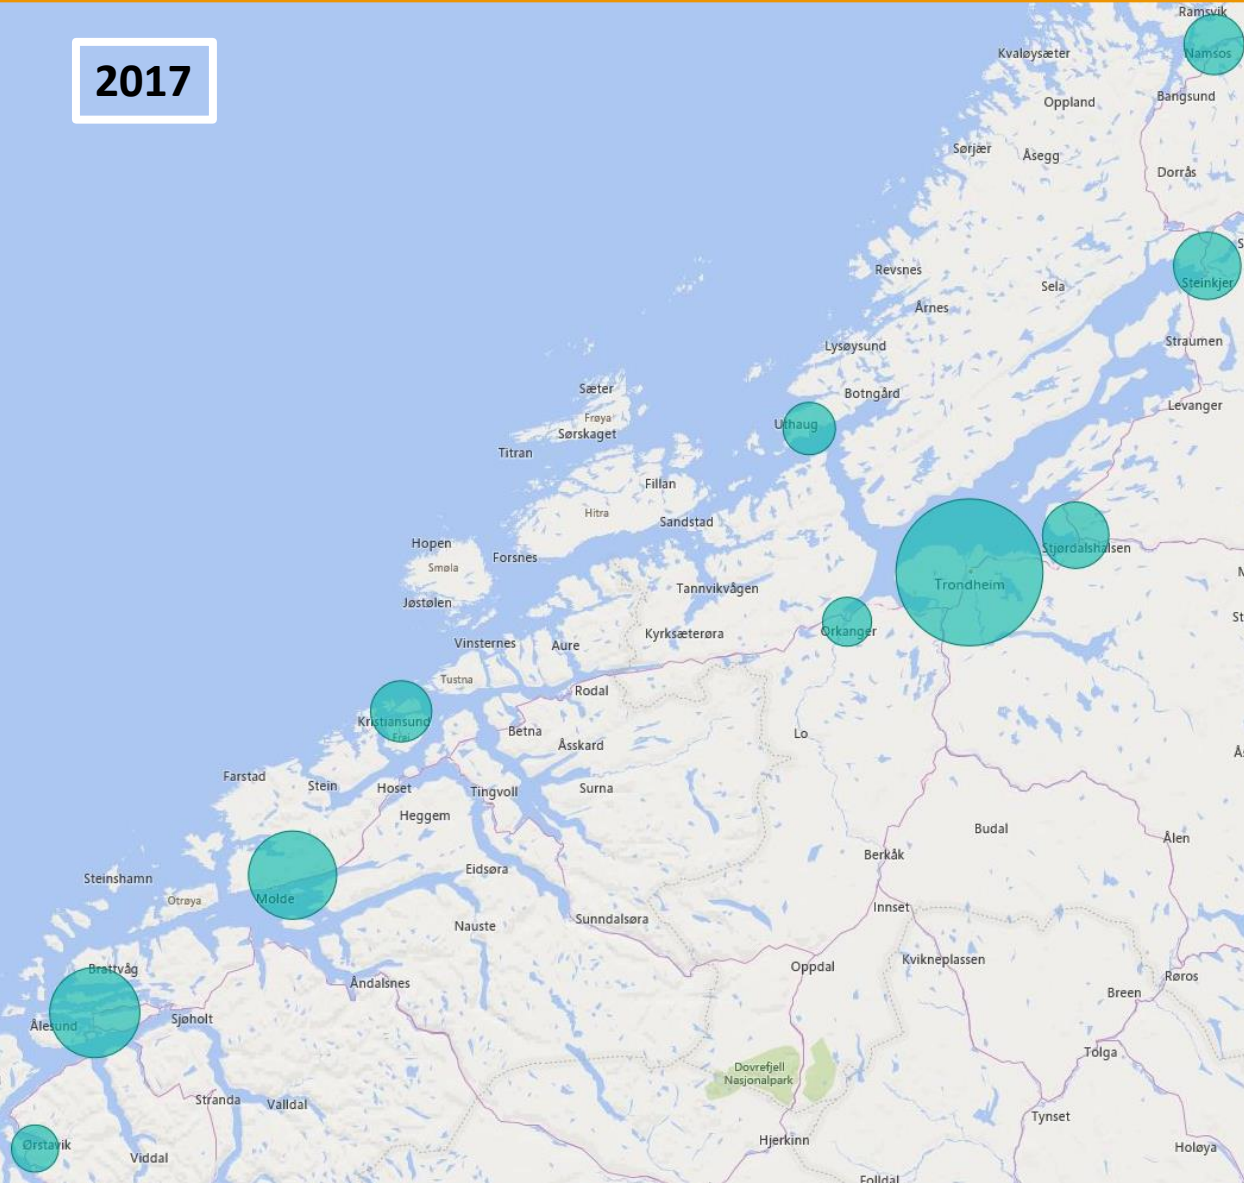 2017
Ramsvik
Namsos
Kvaløysæter
Bangsund
Oppland
Sørjær
Åsegg
Dorrås
Revsnes
Sela
Steinkjer
Årnes
Lysøysund
Straumen
Sæter
Botngård
Levanger
Frøya
Uthaug
Sørskaget
Titran
Fillan
Hitra
Sandstad
Hopen
Forsnes
Stjørdalshalsen
Smøla
Trondheim
Tannvikvågen
Jøstølen
St
Orkanger
Kyrksæterøra
Vinsternes
Aure
Tustna
Rodal
Kristiansund
Frei
Betna
Lo
Åsskard
Farstad
Stein
Hoset
Tingvoll
Surna
Heggem
Budal
Ålen
Berkåk
Eidsøra
Steinshamn
Otrøya
Molde
Innset
Nauste
Sunndalsøra
Kvikneplassen
Brattvåg
Oppdal
Røros
Åndalsnes
Breen
Ålesund
Sjøholt
Tolga
Dovrefjell
Nasjonalpark
Stranda
Valldal
Tynset
Hjerkinn
Ørstavik
Viddal
Holøya
Folldal